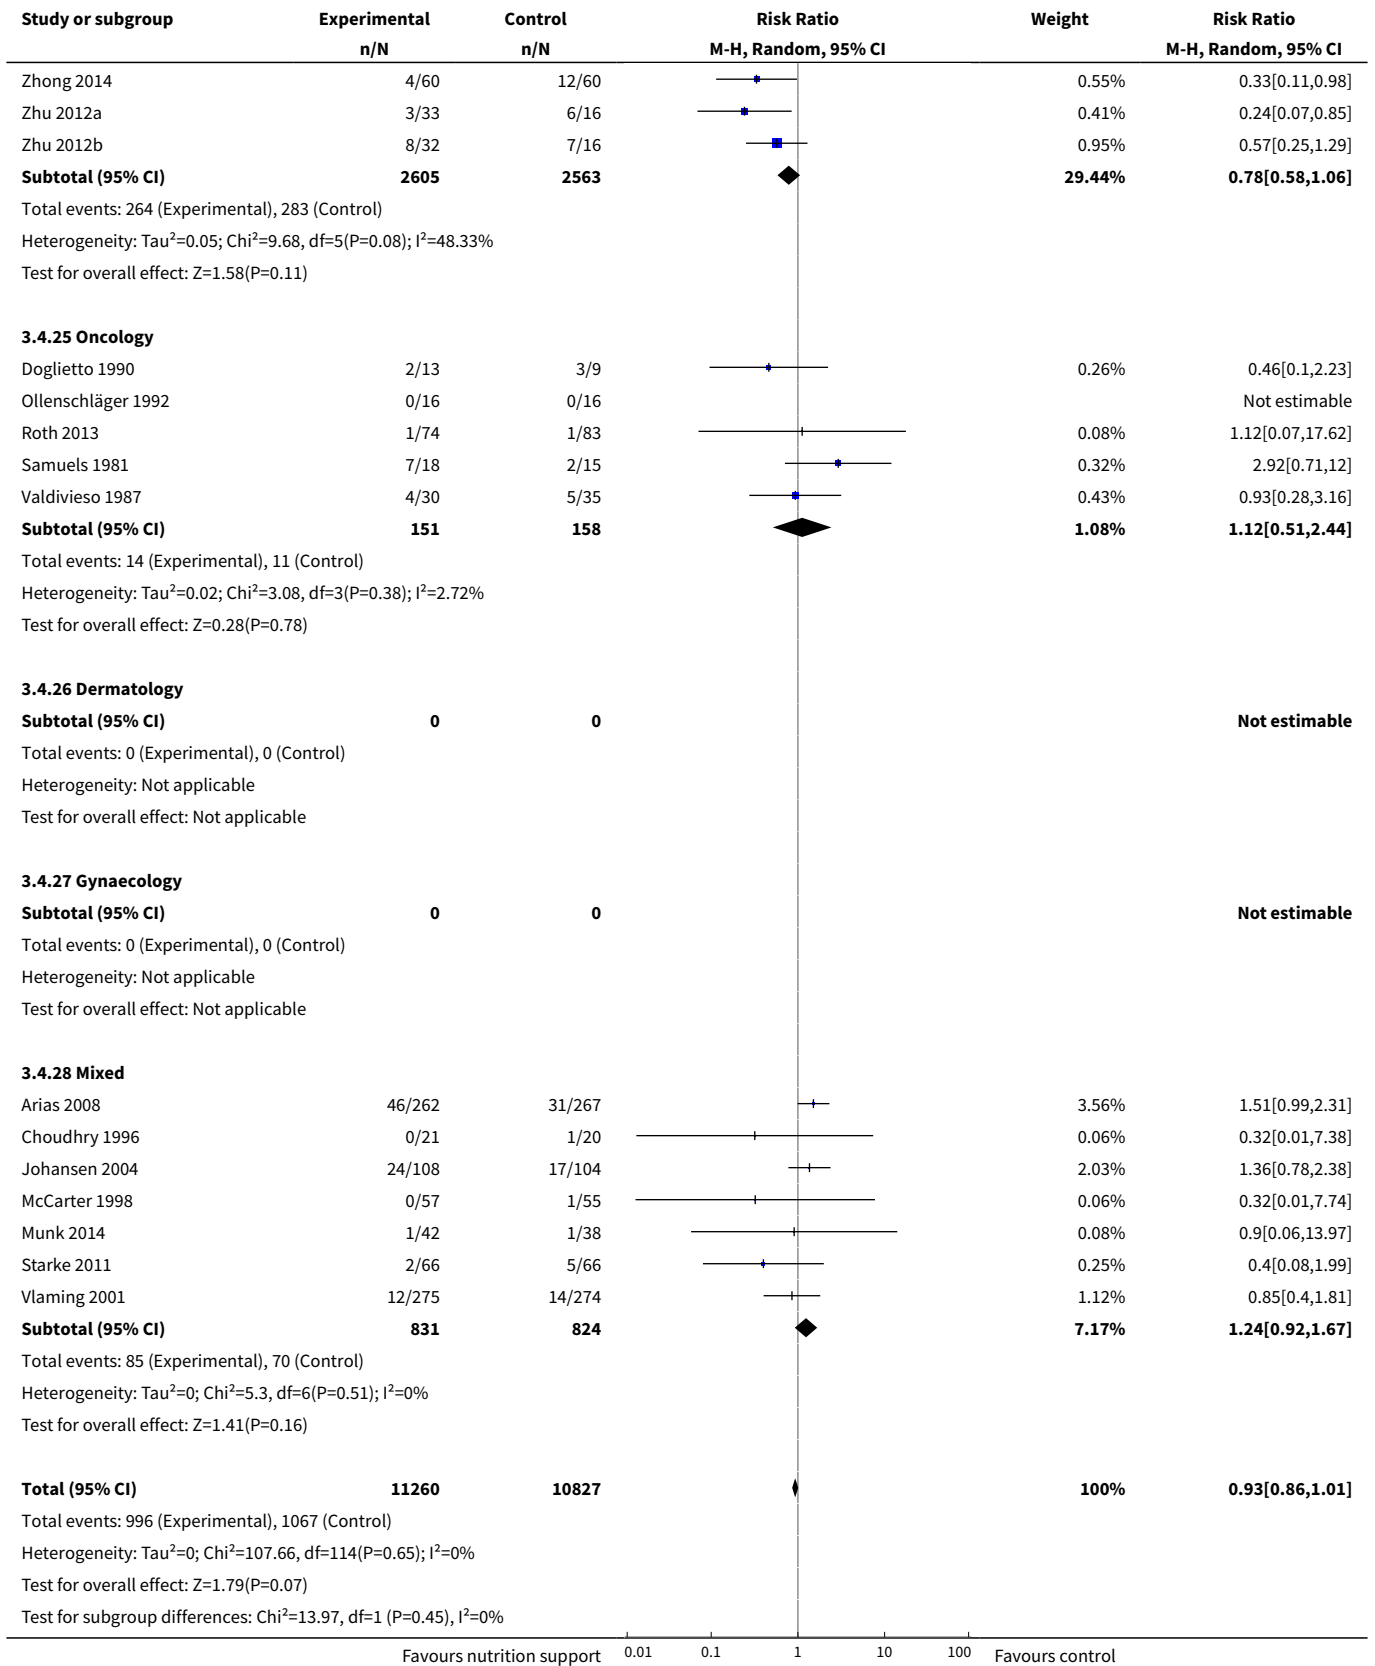 Study or subgroup Experimental Control Risk Ratio Weight Risk Ratio
n/N n/N M-H, Random, 95% CI M-H, Random, 95% CI
Zhong 2014 4/60 12/60 0.55% 0.33[0.11,0.98]
Zhu 2012a 3/33 6/16 0.41% 0.24[0.07,0.85]
Zhu 2012b 8/32 7/16 0.95% 0.57[0.25,1.29]
Subtotal (95% CI) 2605 2563 29.44% 0.78[0.58,1.06]
Total events: 264 (Experimental), 283 (Control)
Heterogeneity: Tau²=0.05; Chi²=9.68, df=5(P=0.08); I²=48.33%
Test for overall effect: Z=1.58(P=0.11)
3.4.25 Oncology
Doglietto 1990 2/13 3/9 0.26% 0.46[0.1,2.23]
Ollenschläger 1992 0/16 0/16 Not estimable
Roth 2013 1/74 1/83 0.08% 1.12[0.07,17.62]
Samuels 1981 7/18 2/15 0.32% 2.92[0.71,12]
Valdivieso 1987 4/30 5/35 0.43% 0.93[0.28,3.16]
Subtotal (95% CI) 151 158 1.08% 1.12[0.51,2.44]
Total events: 14 (Experimental), 11 (Control)
Heterogeneity: Tau²=0.02; Chi²=3.08, df=3(P=0.38); I²=2.72%
Test for overall effect: Z=0.28(P=0.78)
3.4.26 Dermatology
Subtotal (95% CI) 0 0 Not estimable
Total events: 0 (Experimental), 0 (Control)
Heterogeneity: Not applicable
Test for overall effect: Not applicable
3.4.27 Gynaecology
Subtotal (95% CI) 0 0 Not estimable
Total events: 0 (Experimental), 0 (Control)
Heterogeneity: Not applicable
Test for overall effect: Not applicable
3.4.28 Mixed
Arias 2008 46/262 31/267 3.56% 1.51[0.99,2.31]
Choudhry 1996 0/21 1/20 0.06% 0.32[0.01,7.38]
Johansen 2004 24/108 17/104 2.03% 1.36[0.78,2.38]
McCarter 1998 0/57 1/55 0.06% 0.32[0.01,7.74]
Munk 2014 1/42 1/38 0.08% 0.9[0.06,13.97]
Starke 2011 2/66 5/66 0.25% 0.4[0.08,1.99]
Vlaming 2001 12/275 14/274 1.12% 0.85[0.4,1.81]
Subtotal (95% CI) 831 824 7.17% 1.24[0.92,1.67]
Total events: 85 (Experimental), 70 (Control)
Heterogeneity: Tau²=0; Chi²=5.3, df=6(P=0.51); I²=0%
Test for overall effect: Z=1.41(P=0.16)
Total (95% CI) 11260 10827 100% 0.93[0.86,1.01]
Total events: 996 (Experimental), 1067 (Control)
Heterogeneity: Tau²=0; Chi²=107.66, df=114(P=0.65); I²=0%
Test for overall effect: Z=1.79(P=0.07)
Test for subgroup differences: Chi²=13.97, df=1 (P=0.45), I²=0%
Favours nutrition support 0.01 0.1 1 10 100 Favours control